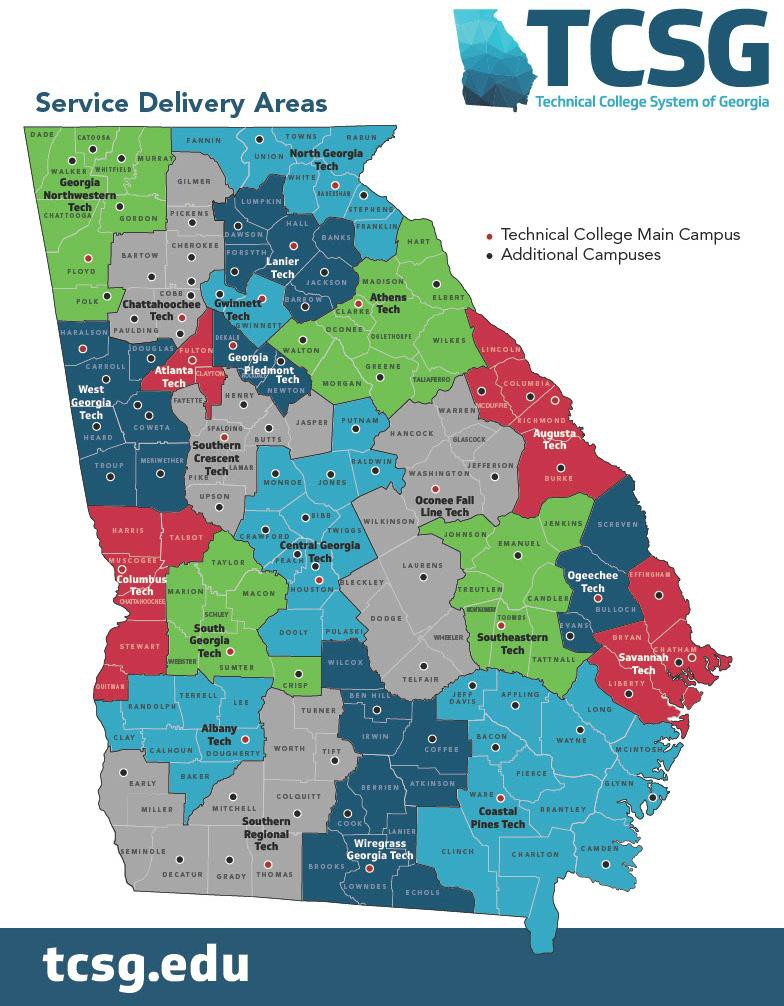 TCSG
Technical College System of Georgia
Service Delivery Areas
Technical College Main Campus
Additional Campuses
DADE
CATOOSA
WALKER
WHITFIELD
MURRAY
Georgia
Northwestern
Tech
CHATTOOGA
GORDON
FLOYD
POLK
FANNIN
UNION
TOWNS
RABUN
North Georgia
Tech
WHITE
HABERSHAM
STEPHENS
FRANKLIN
GILMER
PICKENS
CHEROKEE
BARTOW
COBB
Chattahoochee
Tech
PAULDING
LUMPKIN
DAWSON
HALL
BANKS
FORSYTH
Lanier
Tech
JACKSON
BARROW
Gwinnett
Tech
GWINNETT
HART
MADISON
ELBERT
Athens
Tech
CLARKE
OCONEE
OGLETHORPE
WILKES
WALTON
GREENE
MORGAN
TALIAFERRO
HARALSON
DOUGLAS
CARROLL
West
Georgia
Tech
HEARD
COWETA
TROUP
MERIWETHER
FULTON
Atlanta
Tech
CLAYTON
DEKALB
Georgia
Piedmont
Tech
ROCKDALE
NEWTON
LINCOLN
COLUMBIA
MCDUFFIE
RICHMOND
Augusta
Tech
BURKE
FAYETTE
HENRY
SPALDING
BUTTS
JASPER
Southern
Crescent
Tech
LAMAR
PIKE
UPSON
PUTNAM
BALDWIN
MONROE
JONES
BIBB
TWIGGS
CRAWFORD
Central Georgia
Tech
PEACH
HOUSTON
DOOLY
PULASKI
WARREN
HANCOCK
GLASCOCK
WASHINGTON
JEFFERSON
Oconee Fall
Line Tech
WILKINSON
LAURENS
BLECKLEY
DODGE
WHEELER
TELFAIR
JENKINS
JOHNSON
EMANUEL
TREUTLEN
CANDLER
MONTGOMERY
TOOMBS
Southeastern
Tech
TATTNALL
SCREVEN
Ogeechee
Tech
BULLOCH
EVANS
EFFINGHAM
BRYAN
CHATHAM
Savannah
Tech
LIBERTY
HARRIS
TALBOT
MUSCOGEE
Columbus
Tech
CHATTAHOOCHEE
STEWART
QUITMAN
TAYLOR
MARION
MACON
SCHLEY
South
Georgia
Tech
WEBSTER
SUMTER
CRISP
WILCOX
BEN HILL
IRWIN
COFFEE
BERRIEN
ATKINSON
COOK
LANIER
Wiregrass
Georgia Tech
BROOKS
LOWNDES
ECHOLS
RANDOLPH
TERRELL
LEE
CLAY
CALHOUN
Albany
Tech
DOUGHERTY
BAKER
TURNER
WORTH
TIFT
EARLY
MILLER
MITCHELL
COLQUITT
Southern
Regional
Tech
SEMINOLE
DECATUR
GRADY
THOMAS
JEFF
DAVIS
APPLING
LONG
BACON
WAYNE
MCINTOSH
PIERCE
GLYNN
WARE
BRANTLEY
Coastal
Pines Tech
CLINCH
CHARLTON
CAMDEN
tcsg.edu